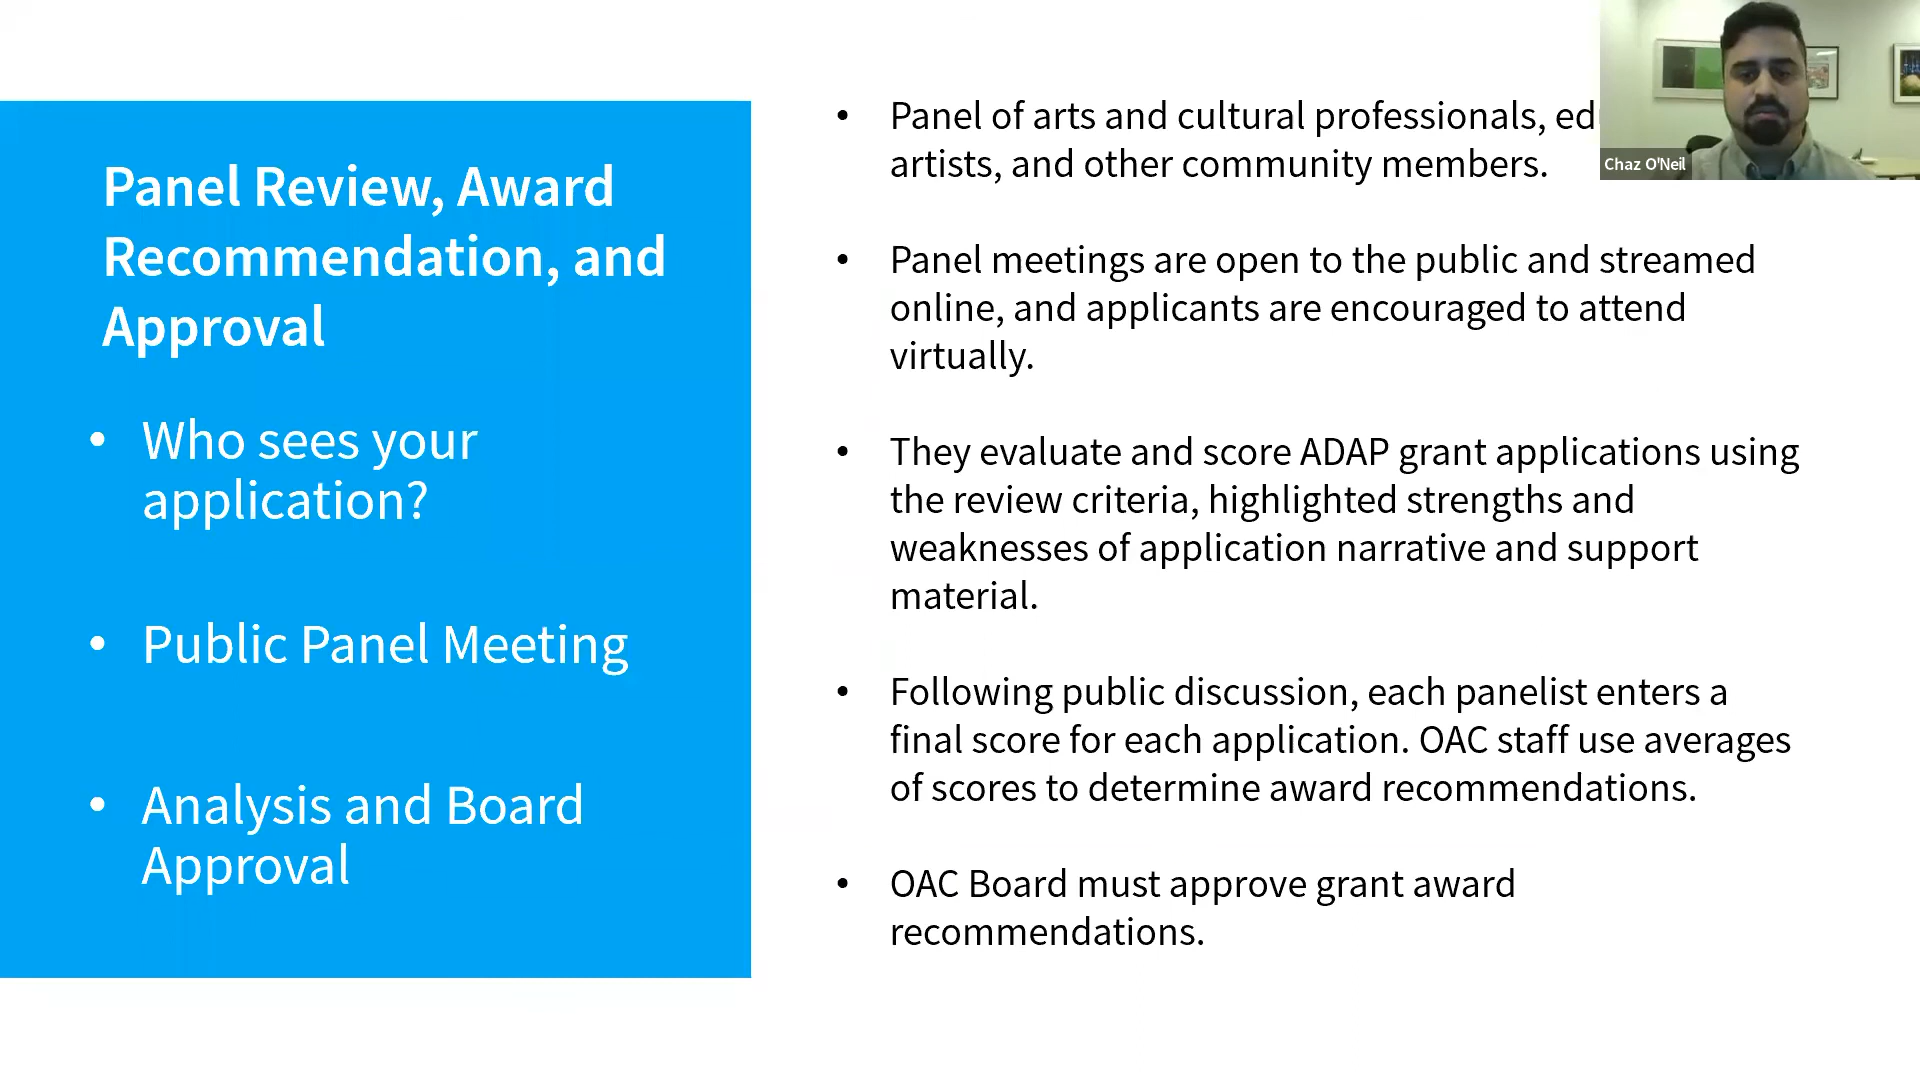 Panel Review, Award
Recommendation, and
Approval
• Who sees your
application?
• Public Panel Meeting
• Analysis and Board
Approval
• Panel of arts and cultural professionals,
artists, and other community members.
• Panel meetings are open to the public and streamed
online, and applicants are encouraged to attend
virtually.
• They evaluate and score ADAP grant applications using
the review criteria, highlighted strengths and
weaknesses of application narrative and support
material.
• Following public discussion, each panelist enters a
final score for each application. OAC staff use averages
of scores to determine award recommendations.
• OAC Board must approve grant award
recommendations.
Chaz O'Neil